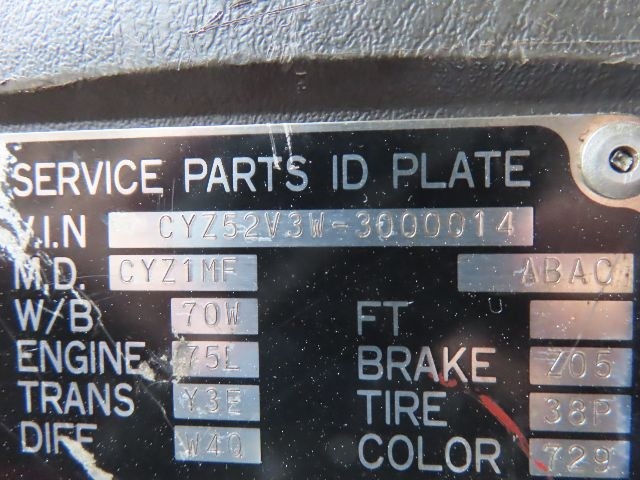 SERVICE PARTS ID PLATE
V.I.N CYZ52V3W-3000014
M.D. CYZ1MF ABAC
W/B 70W FT
ENGINE 75L BRAKE Z05
TRANS Y3E TIRE 38P
DIFF W4Q COLOR 729